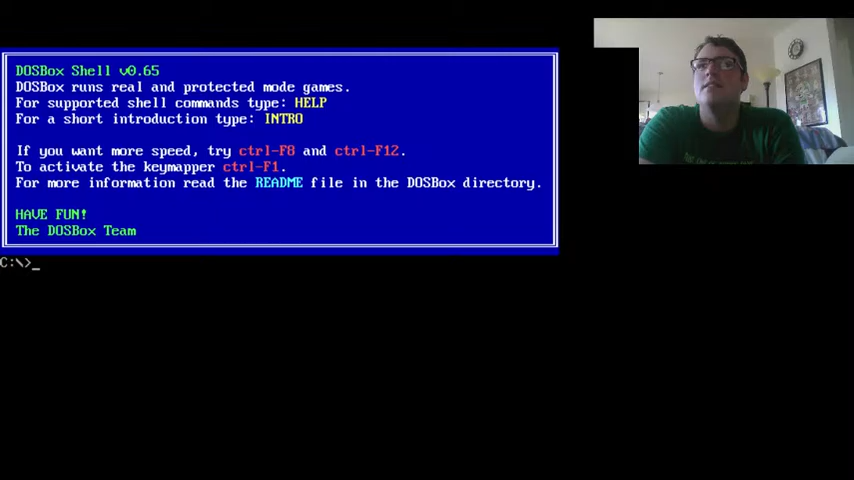 DOSBox Shell v0.65
DOSBox runs real and protected mode games.
For supported shell commands type: HELP
For a short introduction type: INTRO
If you want more speed, try ctrl-F8 and ctrl-F12.
To activate the keymapper ctrl-F1.
For more information read the README file in the DOSBox directory.
HAVE FUN!
The DOSBox Team
C:\>_